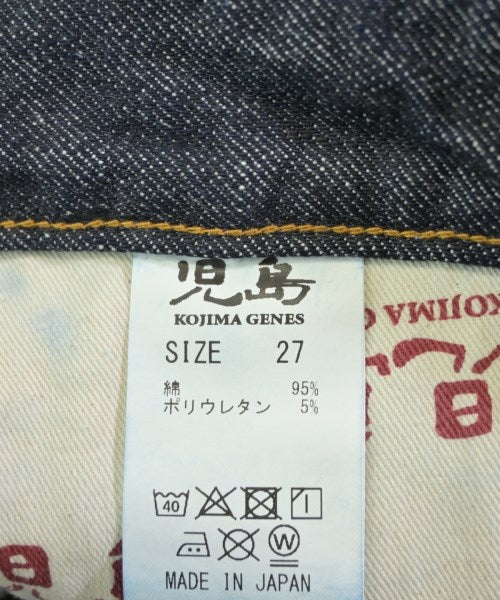 児島
KOJIMA GENES
SIZE 27
綿 95%
ポリウレタン 5%
40
W
MADE IN JAPAN
KOJIMA G